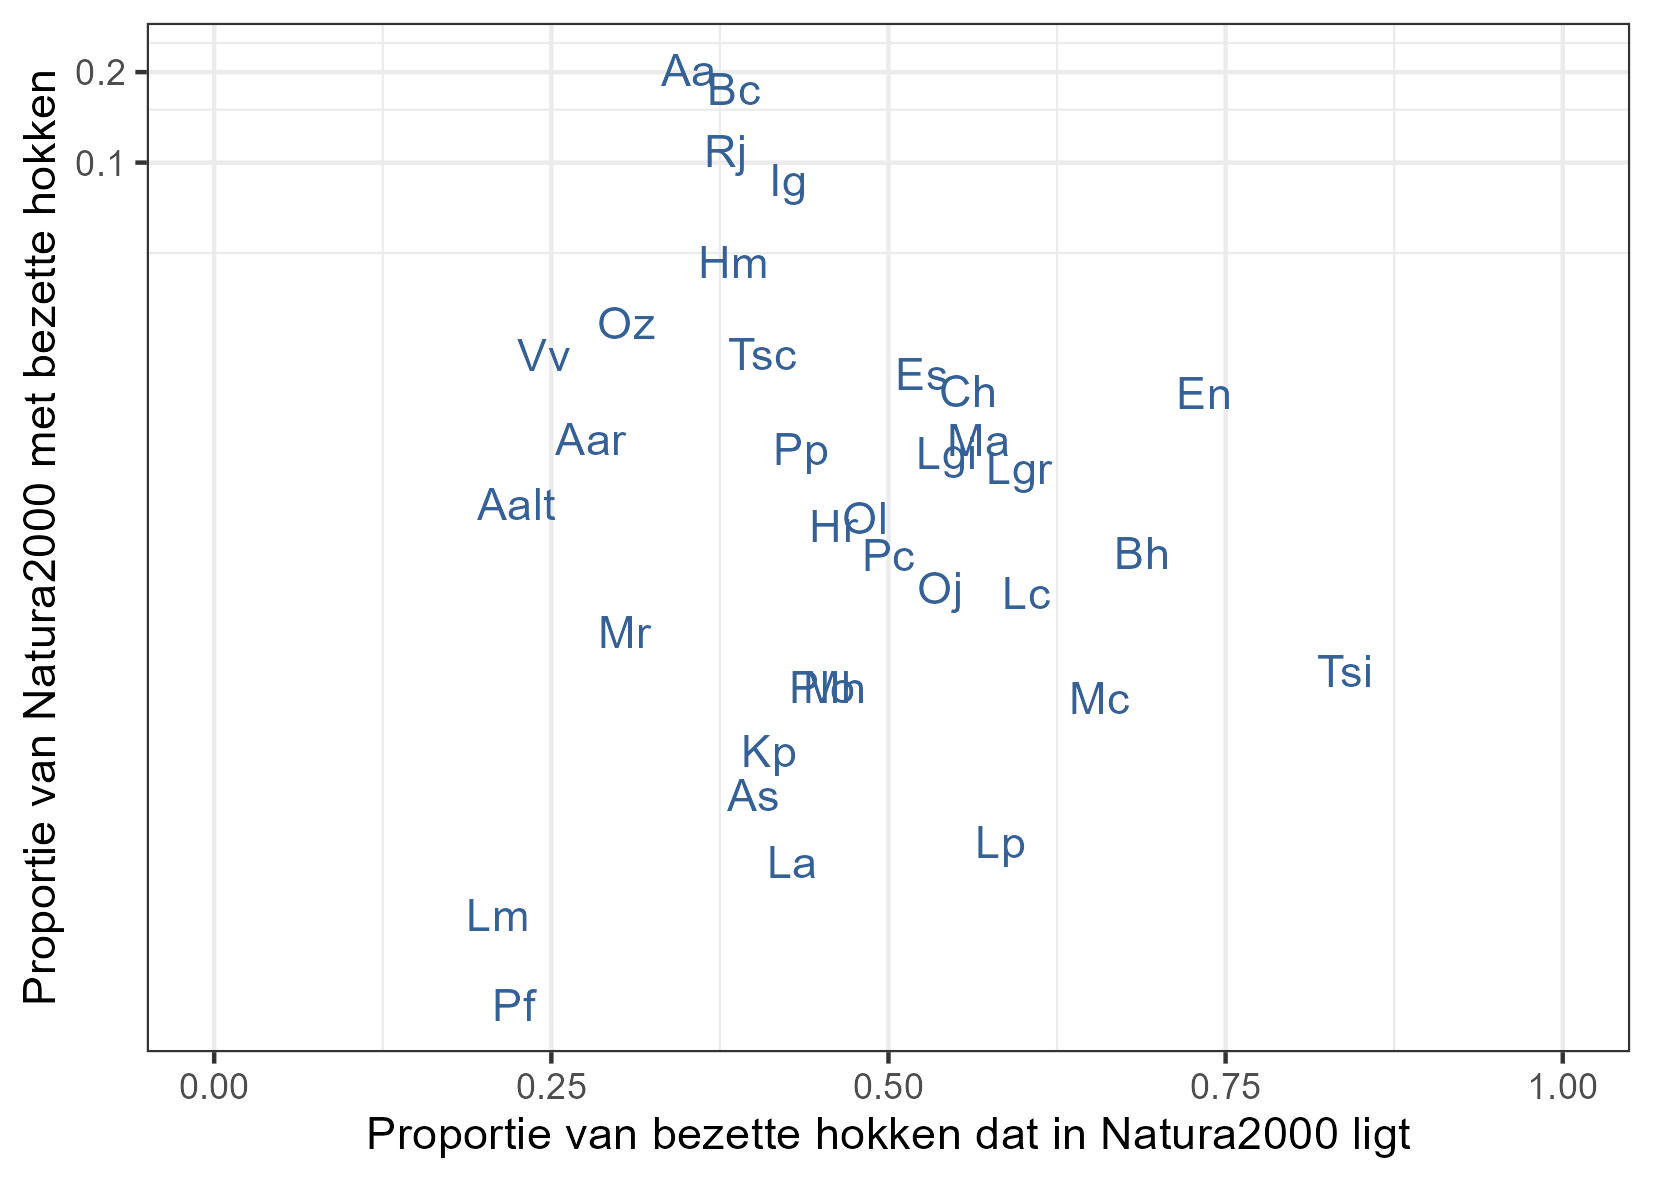 Proportie van Natura2000 met bezette hokken
0.2
0.1
Aa
Bc
Rj
Ig
Hm
Oz
Vv
Tsc
Es
Ch
En
Aar
Pp
Ma
Lgi
Lgr
Aalt
Ol
Hr
Pc
Bh
Oj
Lc
Mr
Tsi
Mc
Kp
As
Lp
La
Lm
Pf
0.00 0.25 0.50 0.75 1.00
Proportie van bezette hokken dat in Natura2000 ligt